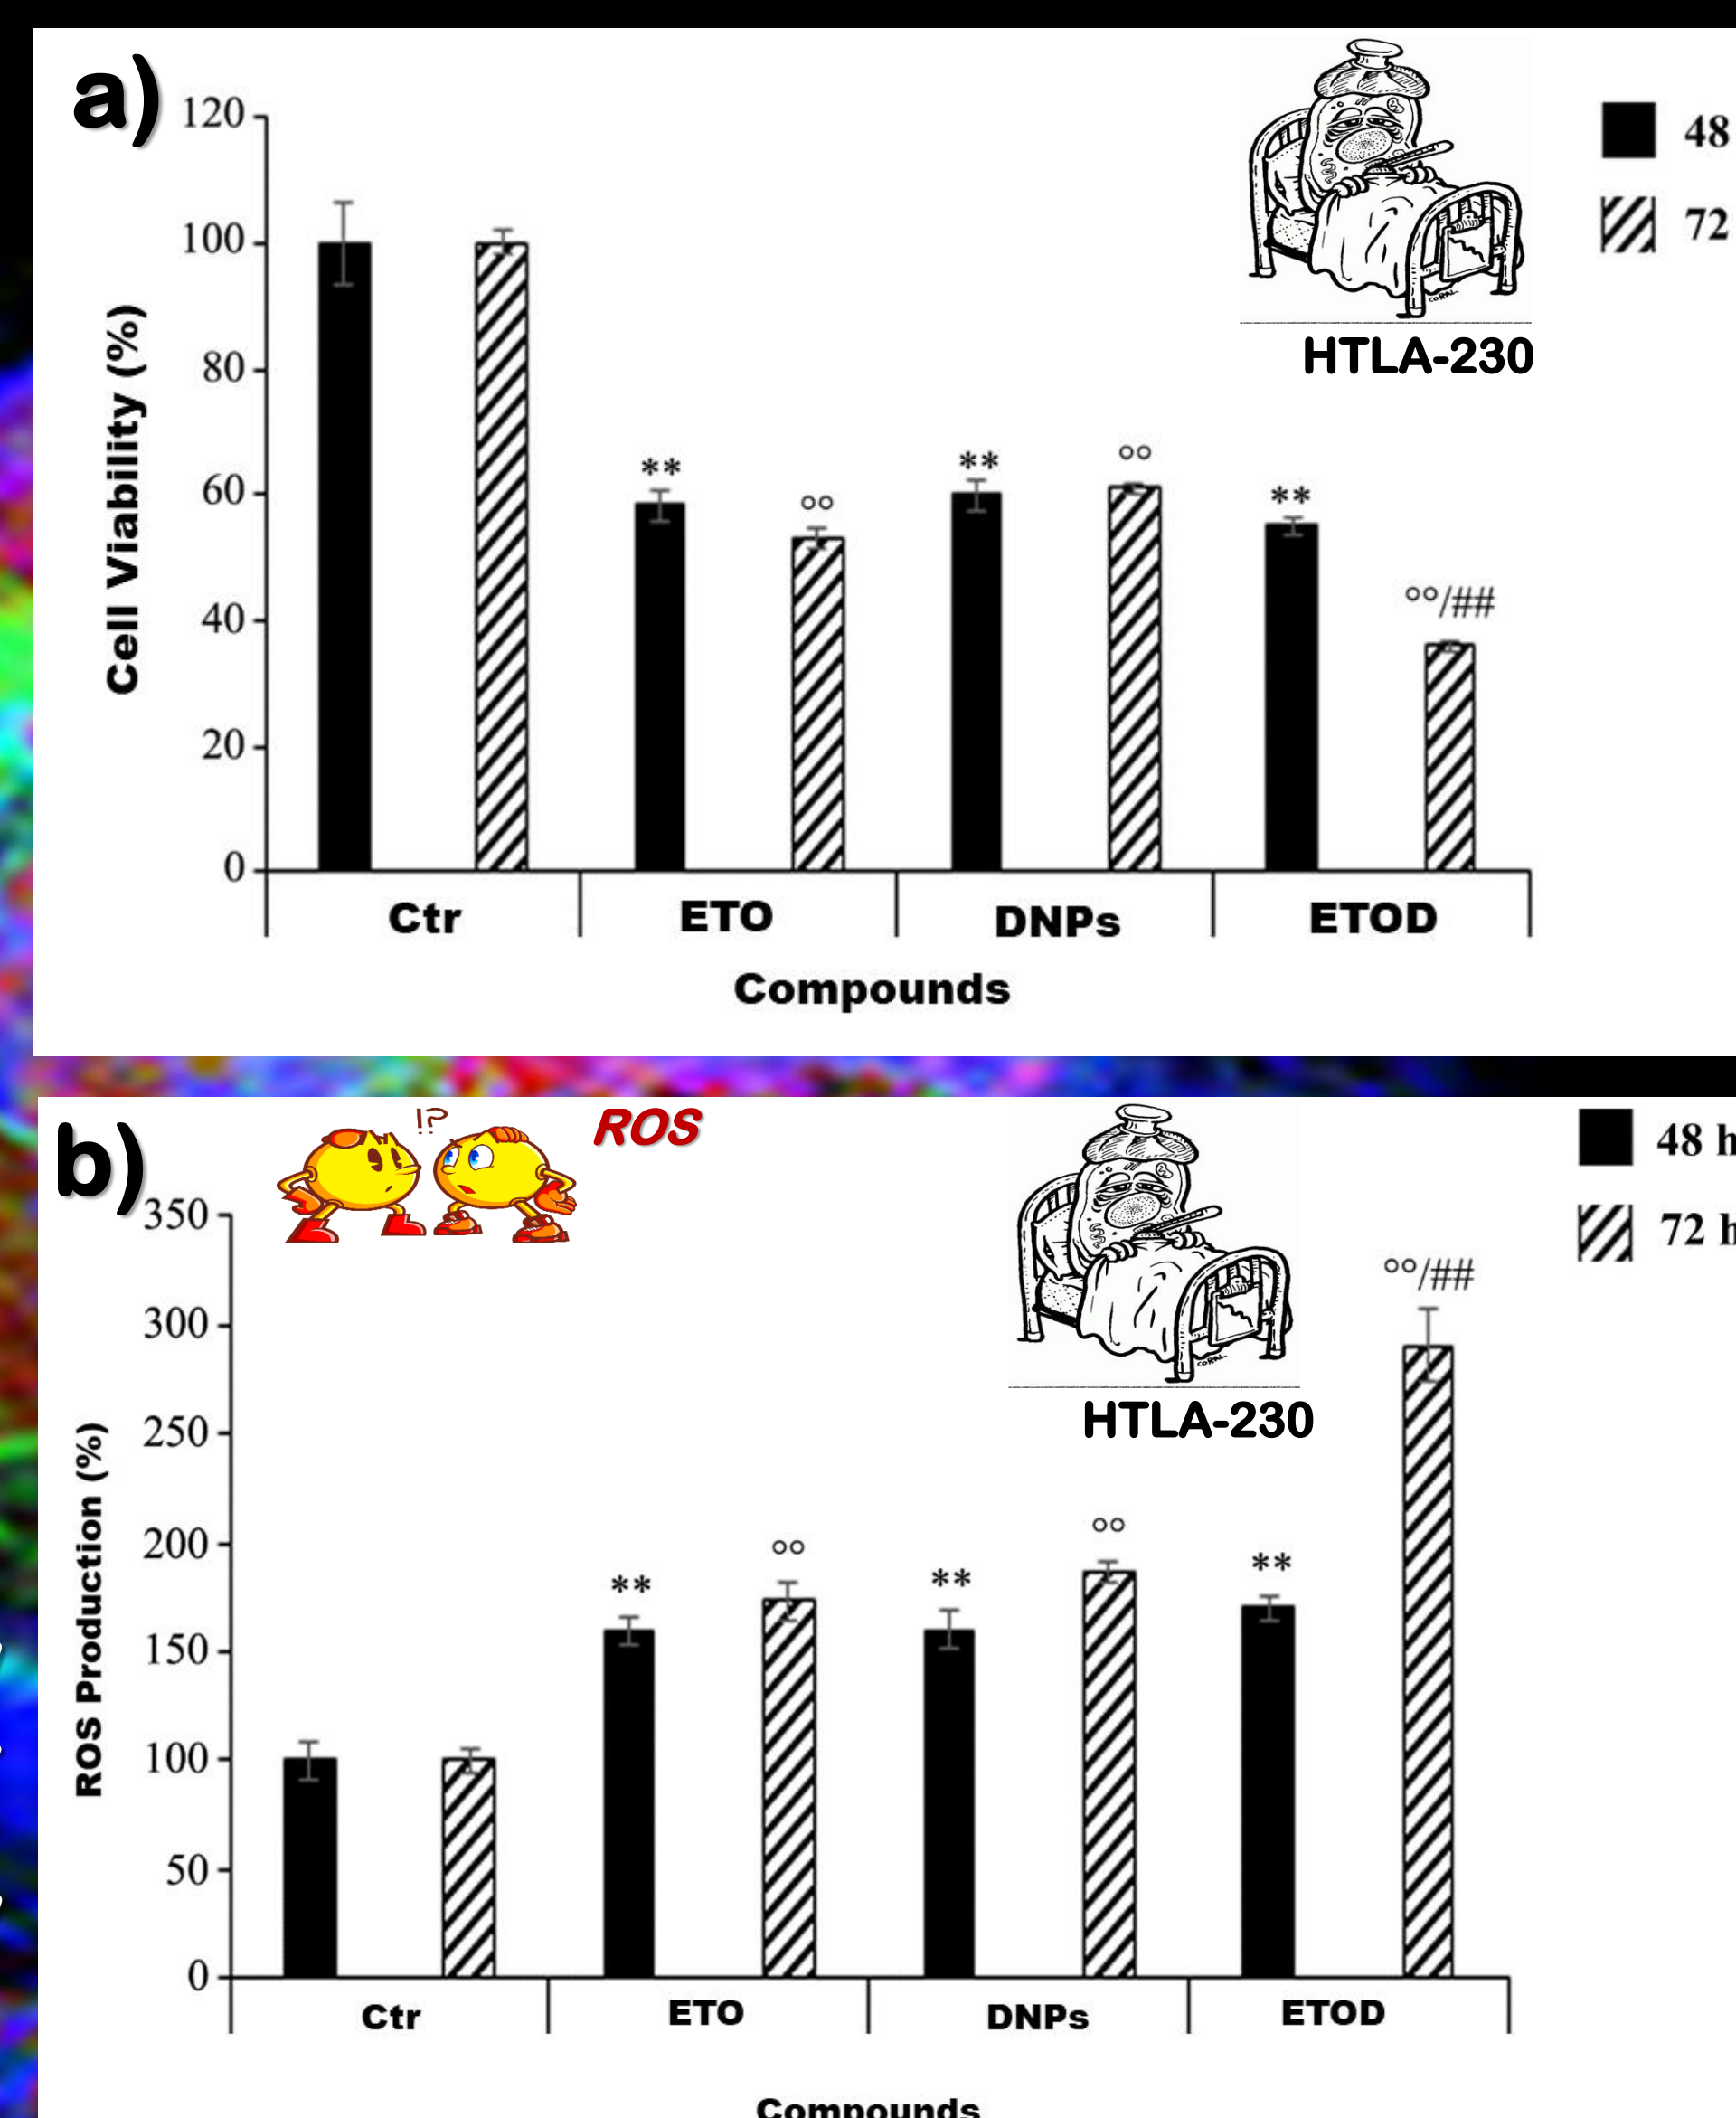 a)
120
100
80
60
40
20
0
Cell Viability (%)
48
72
HTLA-230
**
°°
**
°°
**
°°/##
Ctr
ETO
DNPs
ETOD
Compounds
b)
!?
ROS
48 h
72 h
HTLA-230
350
300
250
200
150
100
50
0
ROS Production (%)
**
°°
**
°°
**
°°/##
Ctr
ETO
DNPs
ETOD
Compounds